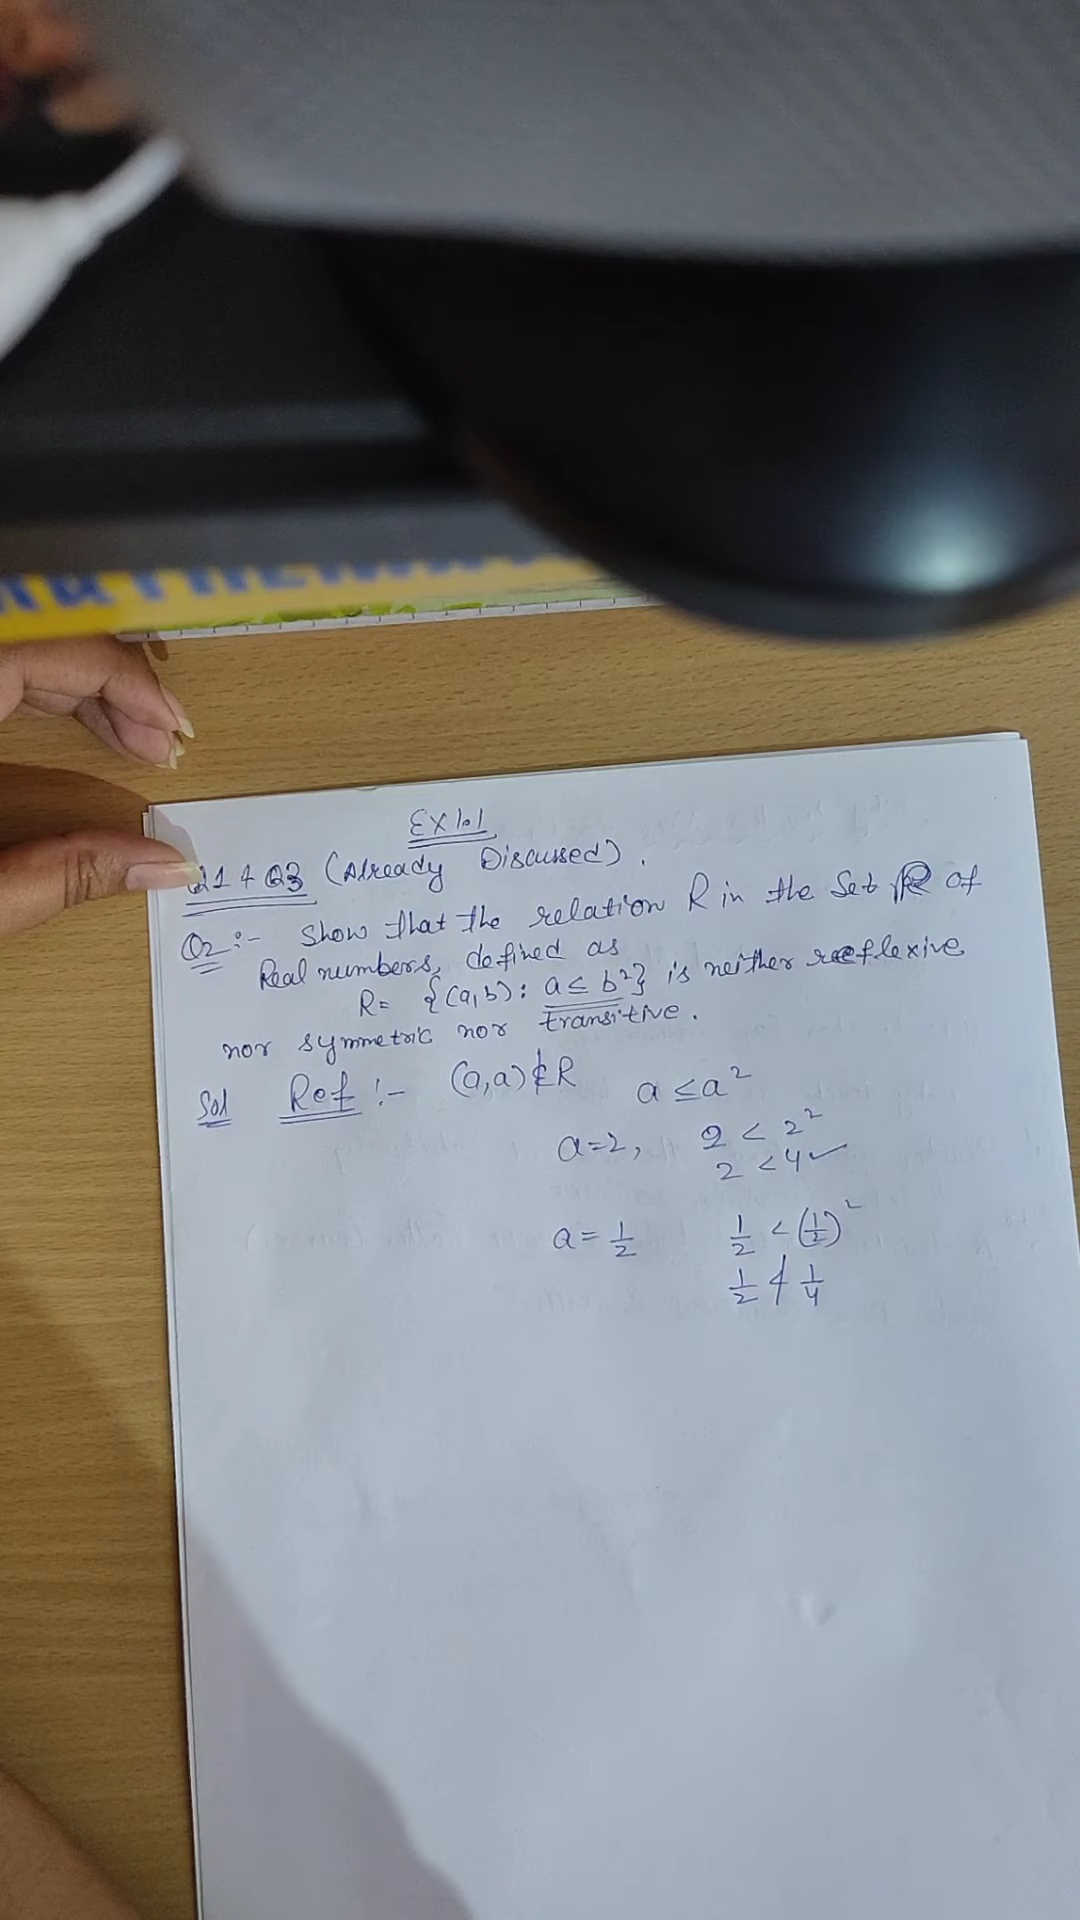 Ex 1.1
Q1 & Q3 (Already Discussed).
Q2:- Show that the relation R in the Set R of
Real numbers, defined as
R= {(a,b): a ≤ b²} is neither reeflexive
nor symmetric nor transitive.
Sol Ref :- (a,a) ∉ R a ≤ a²
a=2, 2 < 2²
2 < 4 ✓
a = 1/2 1/2 < (1/2)²
1/2 ≮ 1/4